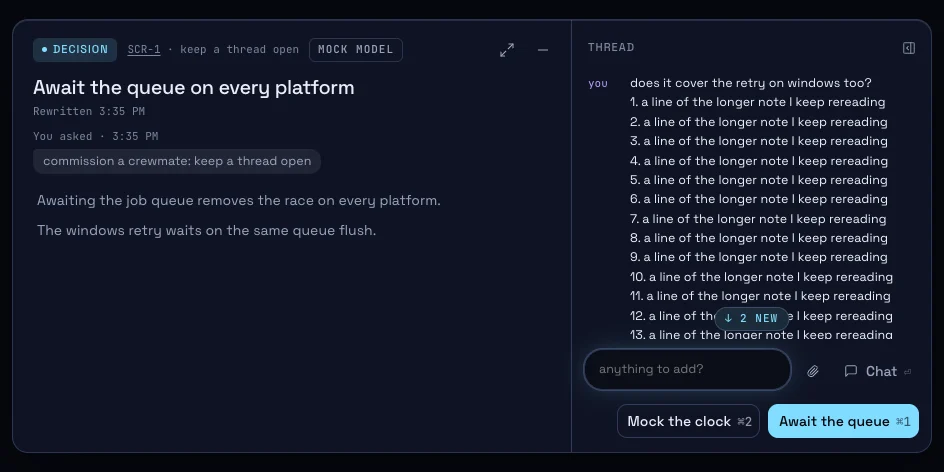 DECISION SCR-1 · keep a thread open MOCK MODEL
Await the queue on every platform
Rewritten 3:35 PM
You asked · 3:35 PM
commission a crewmate: keep a thread open
Awaiting the job queue removes the race on every platform.
The windows retry waits on the same queue flush.
THREAD
you does it cover the retry on windows too?
1. a line of the longer note I keep rereading
2. a line of the longer note I keep rereading
3. a line of the longer note I keep rereading
4. a line of the longer note I keep rereading
5. a line of the longer note I keep rereading
6. a line of the longer note I keep rereading
7. a line of the longer note I keep rereading
8. a line of the longer note I keep rereading
9. a line of the longer note I keep rereading
10. a line of the longer note I keep rereading
11. a line of the longer note I keep rereading
12. a line of th I keep rereading
↓ 2 NEW
13. a line of the longer note I keep rereading
anything to add?
Chat ⏎
Mock the clock ⌘2
Await the queue ⌘1